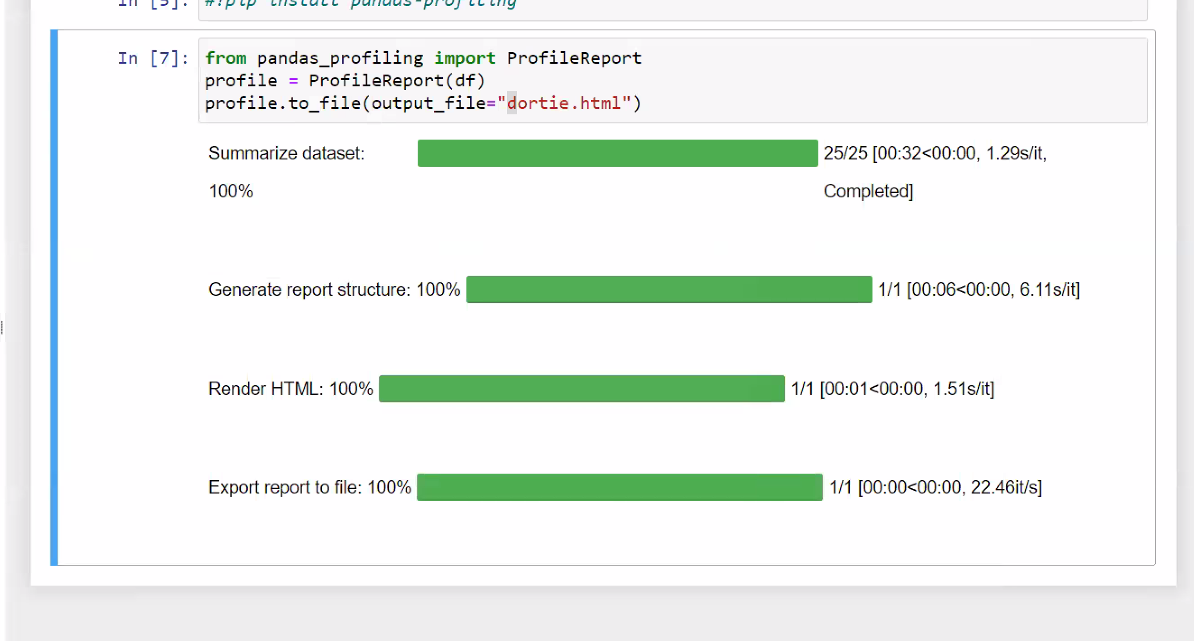 In [5]: #!pip install pandas-profiling
In [7]: from pandas_profiling import ProfileReport
profile = ProfileReport(df)
profile.to_file(output_file="dortie.html")
Summarize dataset: 25/25 [00:32<00:00, 1.29s/it,
100% Completed]
Generate report structure: 100% 1/1 [00:06<00:00, 6.11s/it]
Render HTML: 100% 1/1 [00:01<00:00, 1.51s/it]
Export report to file: 100% 1/1 [00:00<00:00, 22.46it/s]